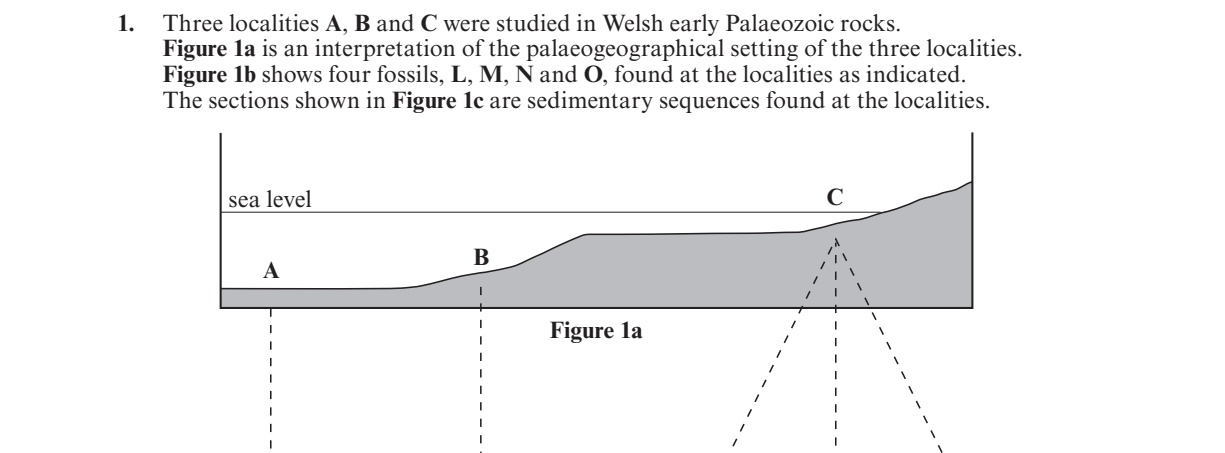 1. Three localities A, B and C were studied in Welsh early Palaeozoic rocks.
Figure 1a is an interpretation of the palaeogeographical setting of the three localities.
Figure 1b shows four fossils, L, M, N and O, found at the localities as indicated.
The sections shown in Figure 1c are sedimentary sequences found at the localities.
sea level
C
B
A
Figure 1a